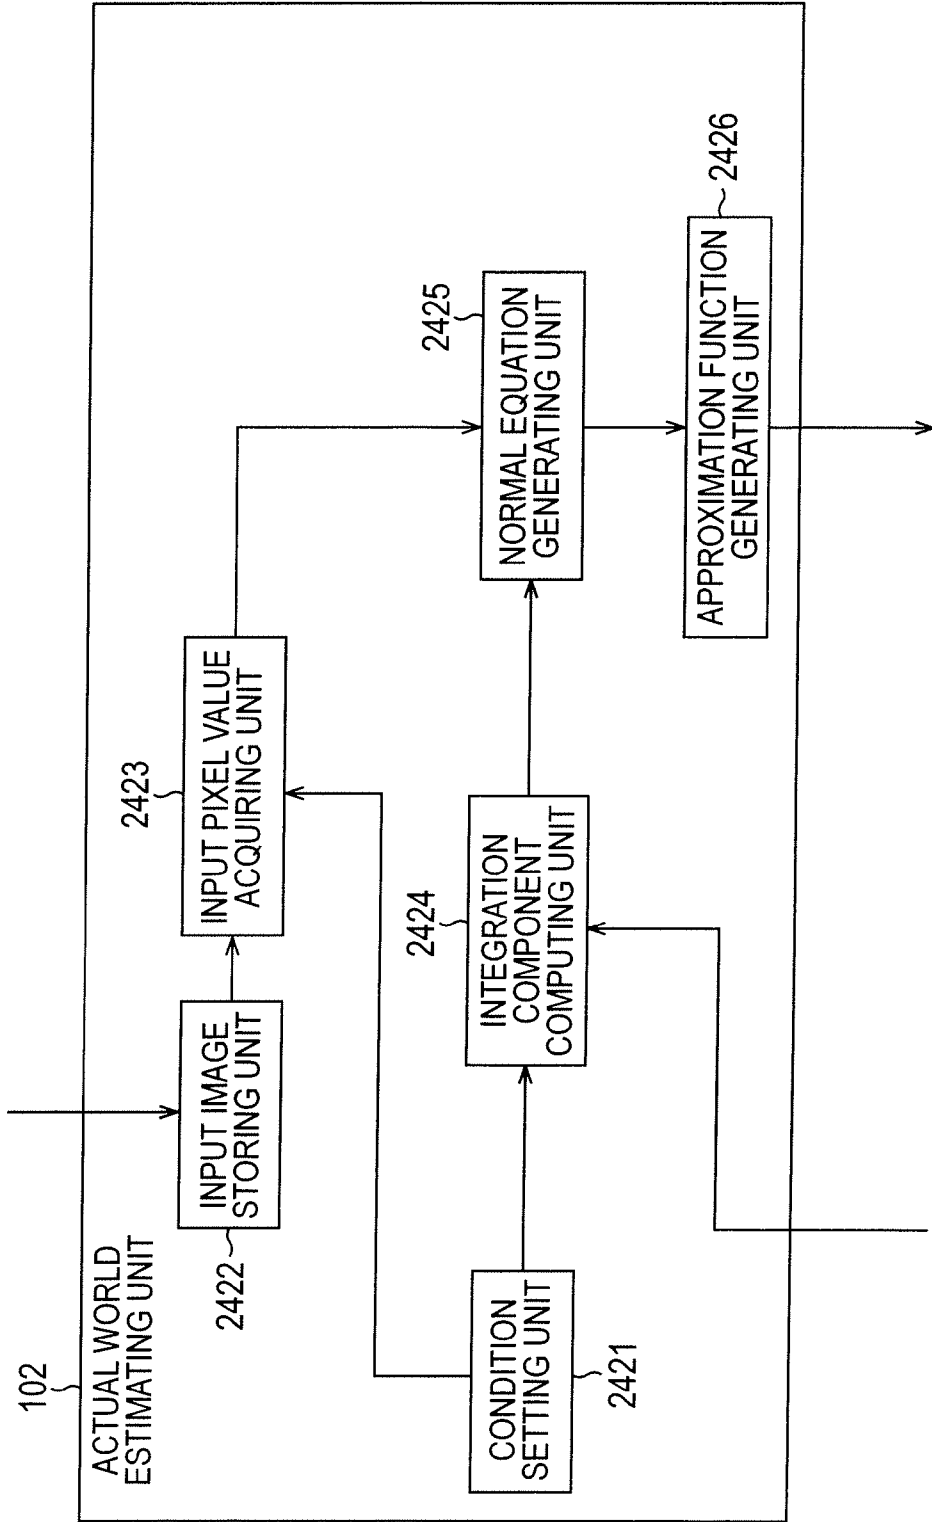 102
ACTUAL WORLD
ESTIMATING UNIT
2422
INPUT IMAGE
STORING UNIT
2423
INPUT PIXEL VALUE
ACQUIRING UNIT
2421
CONDITION
SETTING UNIT
2424
INTEGRATION
COMPONENT
COMPUTING UNIT
2425
NORMAL EQUATION
GENERATING UNIT
2426
APPROXIMATION FUNCTION
GENERATING UNIT